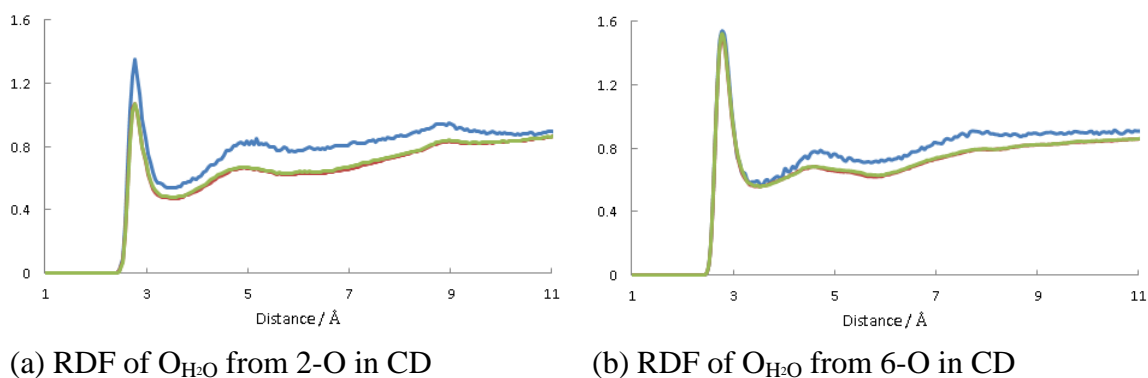 1.6
1.2
0.8
0.4
0
1 3 5 7 9 11
Distance / Å
(a) RDF of O_H2O from 2-O in CD
1.6
1.2
0.8
0.4
0
1 3 5 7 9 11
Distance / Å
(b) RDF of O_H2O from 6-O in CD